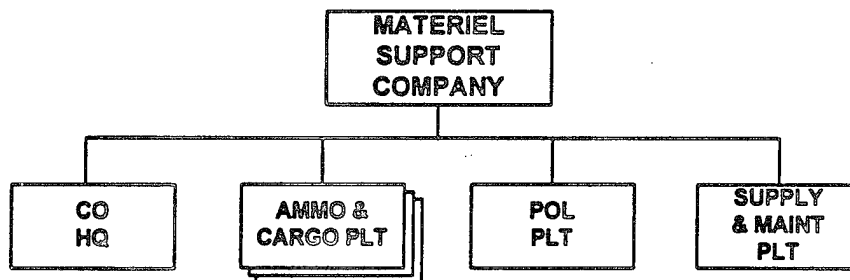 MATERIEL
SUPPORT
COMPANY
CO
HQ
AMMO &
CARGO PLT
POL
PLT
SUPPLY
& MAINT
PLT